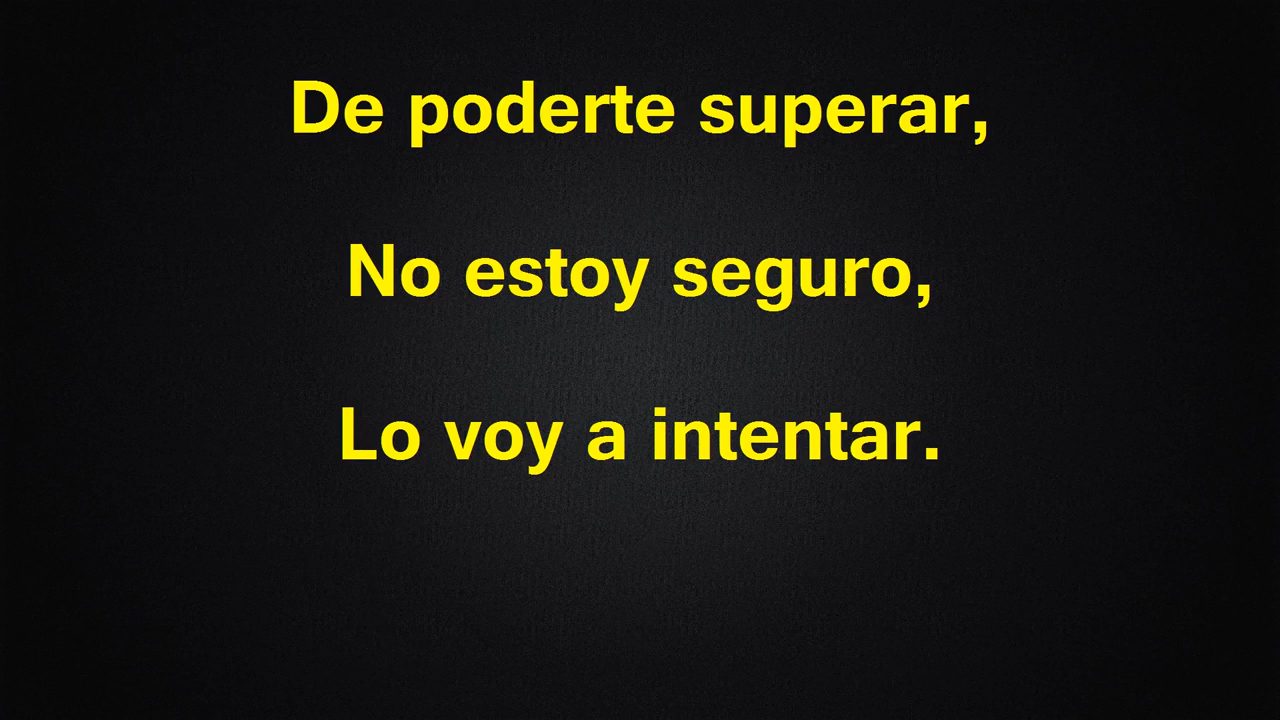 De poderte superar,
No estoy seguro,
Lo voy a intentar.